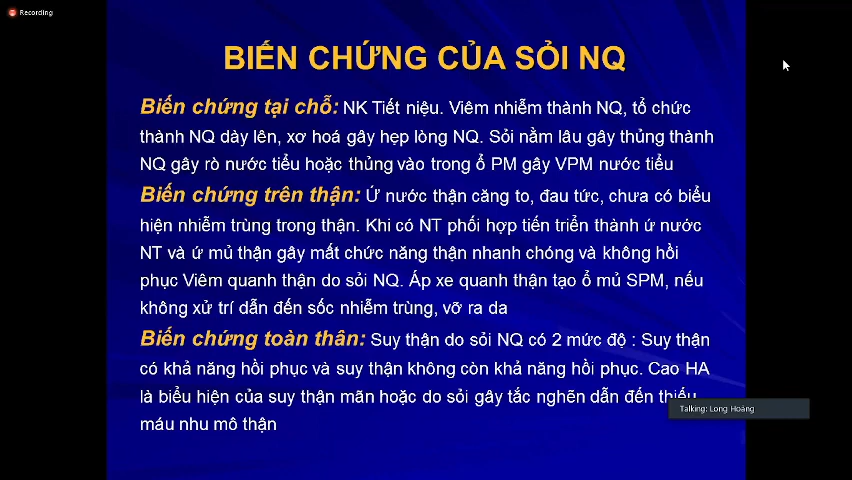 Recording
BIẾN CHỨNG CỦA SỎI NQ
Biến chứng tại chỗ: NK Tiết niệu. Viêm nhiễm thành NQ, tổ chức
thành NQ dày lên, xơ hoá gây hẹp lòng NQ. Sỏi nằm lâu gây thủng thành
NQ gây rò nước tiểu hoặc thủng vào trong ổ PM gây VPM nước tiểu
Biến chứng trên thận: Ứ nước thận căng to, đau tức, chưa có biểu
hiện nhiễm trùng trong thận. Khi có NT phối hợp tiến triển thành ứ nước
NT và ứ mủ thận gây mất chức năng thận nhanh chóng và không hồi
phục Viêm quanh thận do sỏi NQ. Áp xe quanh thận tạo ổ mủ SPM, nếu
không xử trí dẫn đến sốc nhiễm trùng, vỡ ra da
Biến chứng toàn thân: Suy thận do sỏi NQ có 2 mức độ : Suy thận
có khả năng hồi phục và suy thận không còn khả năng hồi phục. Cao HA
là biểu hiện của suy thận mãn hoặc do sỏi gây tắc nghẽn dẫn đến thiếu
máu nhu mô thận
Talking: Long Hoàng